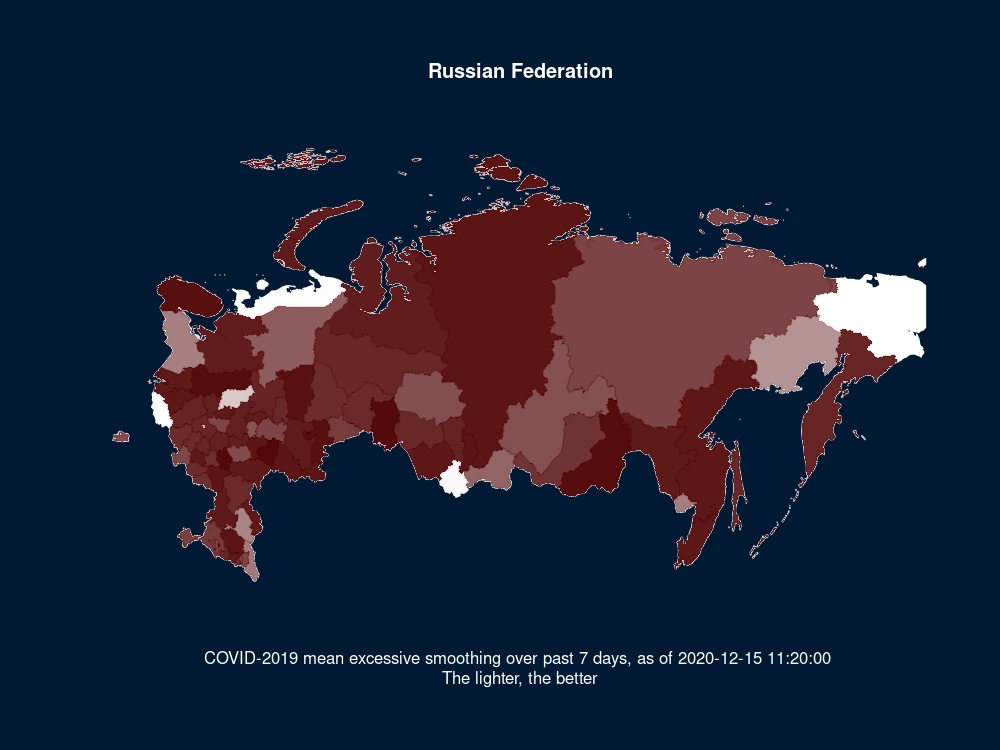 Russian Federation
COVID-2019 mean excessive smoothing over past 7 days, as of 2020-12-15 11:20:00
The lighter, the better